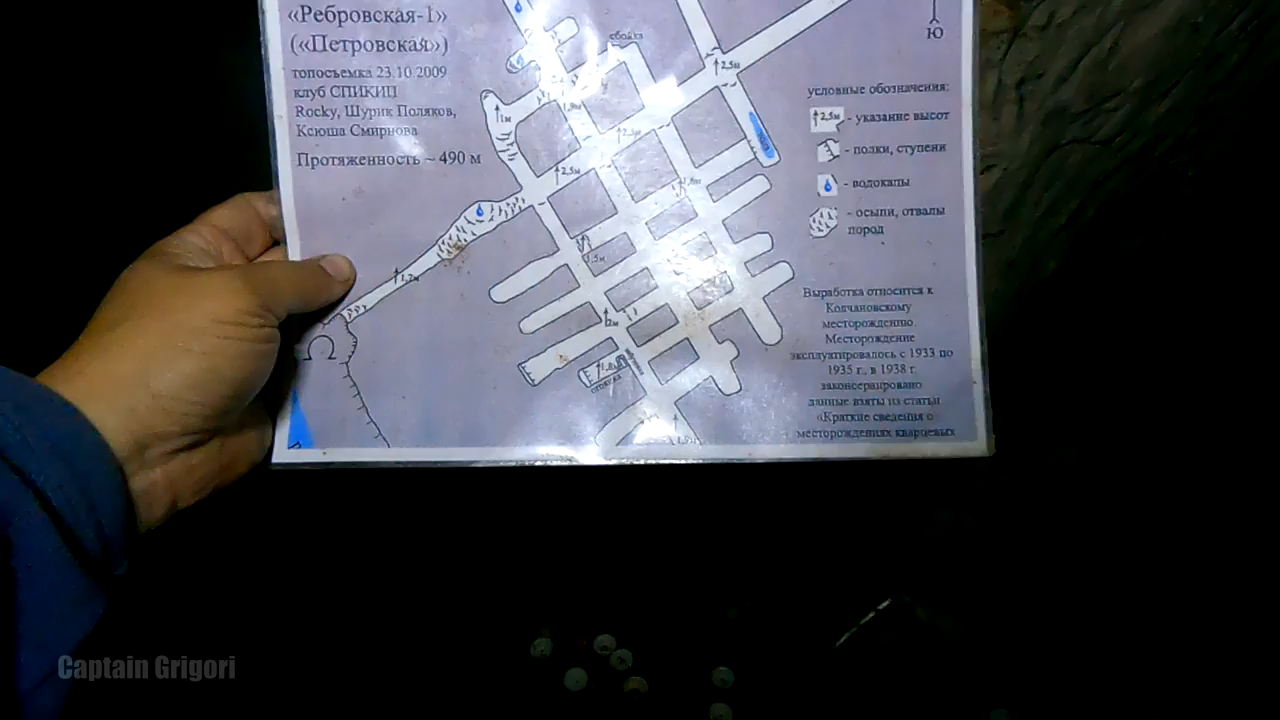 «Ребровская-1»
(«Петровская»)
топосъемка 23.10.2009
клуб СПИКИЦ
Rocky, Шурик Поляков,
Ксюша Смирнова
Протяженность ~ 490 м
сбойка
Ю
2,5м
1м
2,5м
1,7м
2м
условные обозначения:
2,5м - указание высот
- полки, ступени
- водокапы
- осыпи, отвалы
пород
Выработка относится к
Колчановскому
месторождению.
Месторождение
эксплуатировалось с 1933 по
1935 г., в 1938 г.
законсервировано
данные взяты из статьи
«Краткие сведения о
месторождениях кварцевых
Captain Grigori